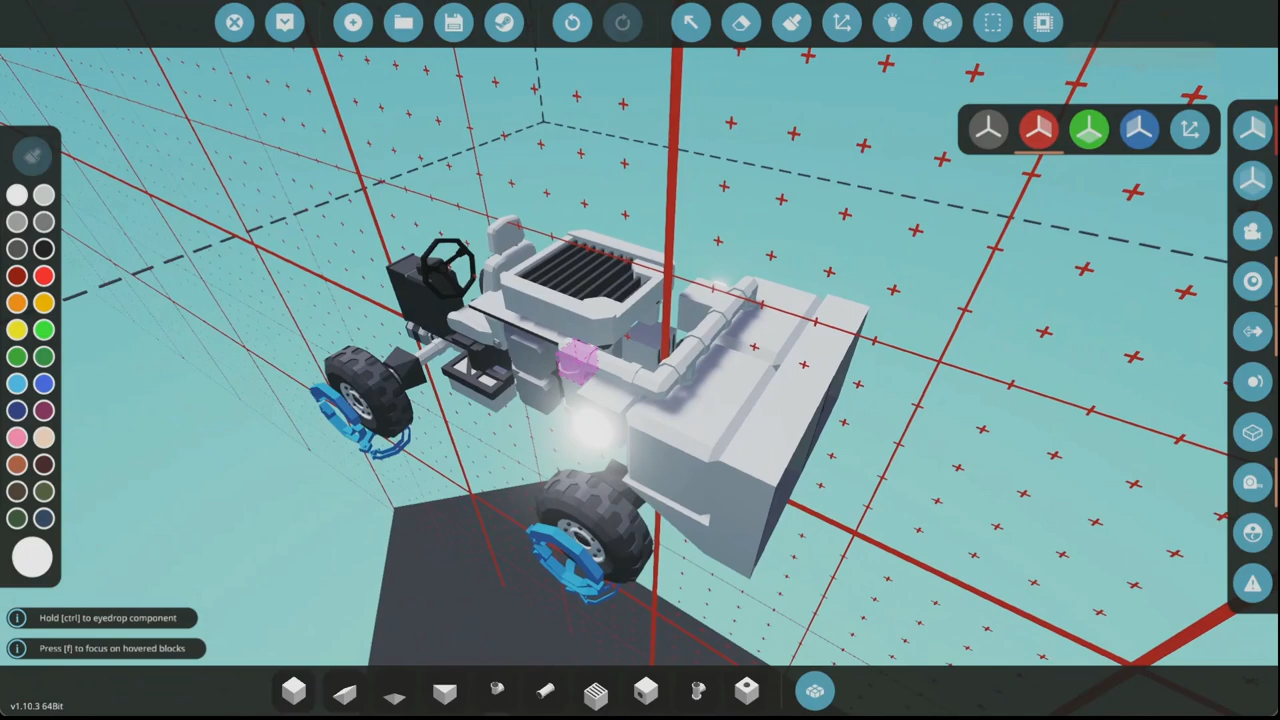 Hold [ctrl] to eyedrop component
Press [f] to focus on hovered blocks
v1.10.3 64Bit